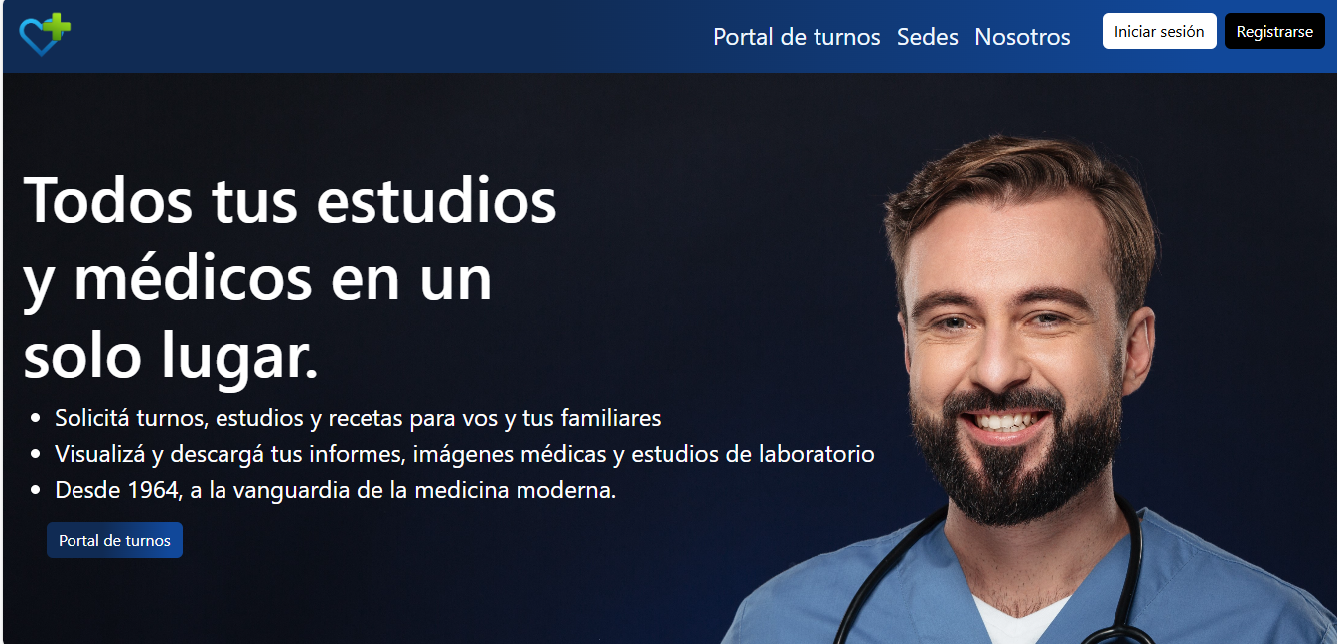 Portal de turnos Sedes Nosotros Iniciar sesión Registrarse
Todos tus estudios
y médicos en un
solo lugar.
Solicitá turnos, estudios y recetas para vos y tus familiares
Visualizá y descargá tus informes, imágenes médicas y estudios de laboratorio
Desde 1964, a la vanguardia de la medicina moderna.
Portal de turnos